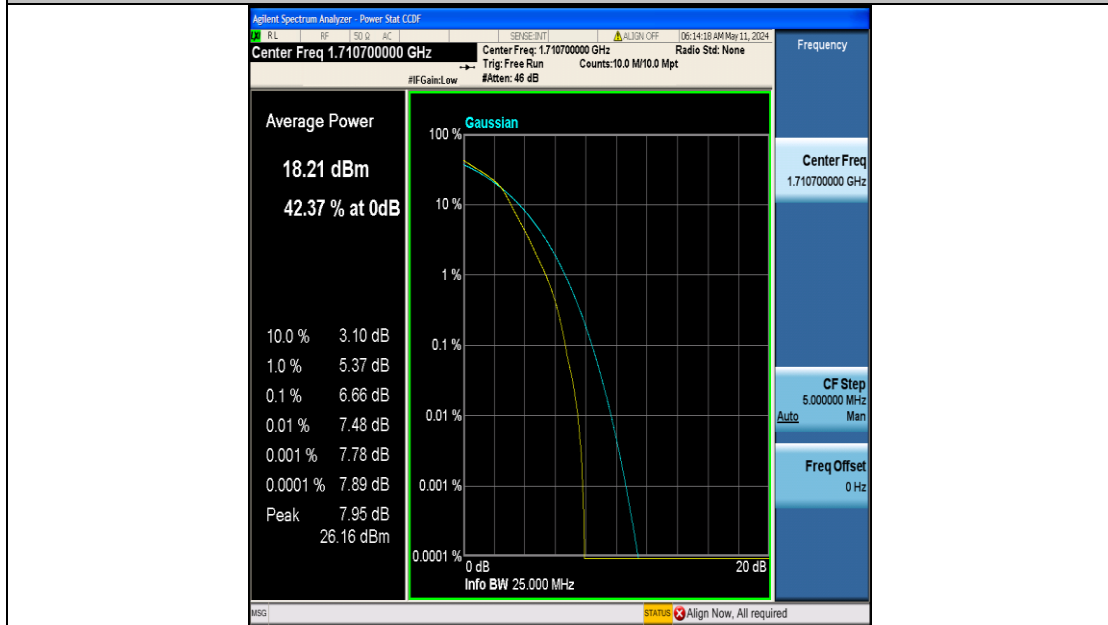 Agilent Spectrum Analyzer - Power Stat CCDF
RL RF 50 Ω AC SENSE:INT ALIGN OFF 06:14:18 AM May 11, 2024
Center Freq 1.710700000 GHz
Center Freq: 1.710700000 GHz Radio Std: None
Trig: Free Run Counts:10.0 M/10.0 Mpt
#IFGain:Low #Atten: 46 dB
Frequency
Average Power
18.21 dBm
42.37 % at 0dB
10.0 % 3.10 dB
1.0 % 5.37 dB
0.1 % 6.66 dB
0.01 % 7.48 dB
0.001 % 7.78 dB
0.0001 % 7.89 dB
Peak 7.95 dB
26.16 dBm
Gaussian
100 %
10 %
1 %
0.1 %
0.01 %
0.001 %
0.0001 %
0 dB 20 dB
Info BW 25.000 MHz
Center Freq
1.710700000 GHz
CF Step
5.000000 MHz
Auto Man
Freq Offset
0 Hz
MSG STATUS Align Now, All required